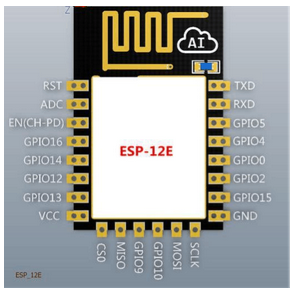 AI
RST
ADC
EN(CH-PD)
GPIO16
GPIO14
GPIO12
GPIO13
VCC
ESP-12E
TXD
RXD
GPIO5
GPIO4
GPIO0
GPIO2
GPIO15
GND
CSO
MISO
GPIO9
GPIO10
MOSI
SCLK
ESP_12E